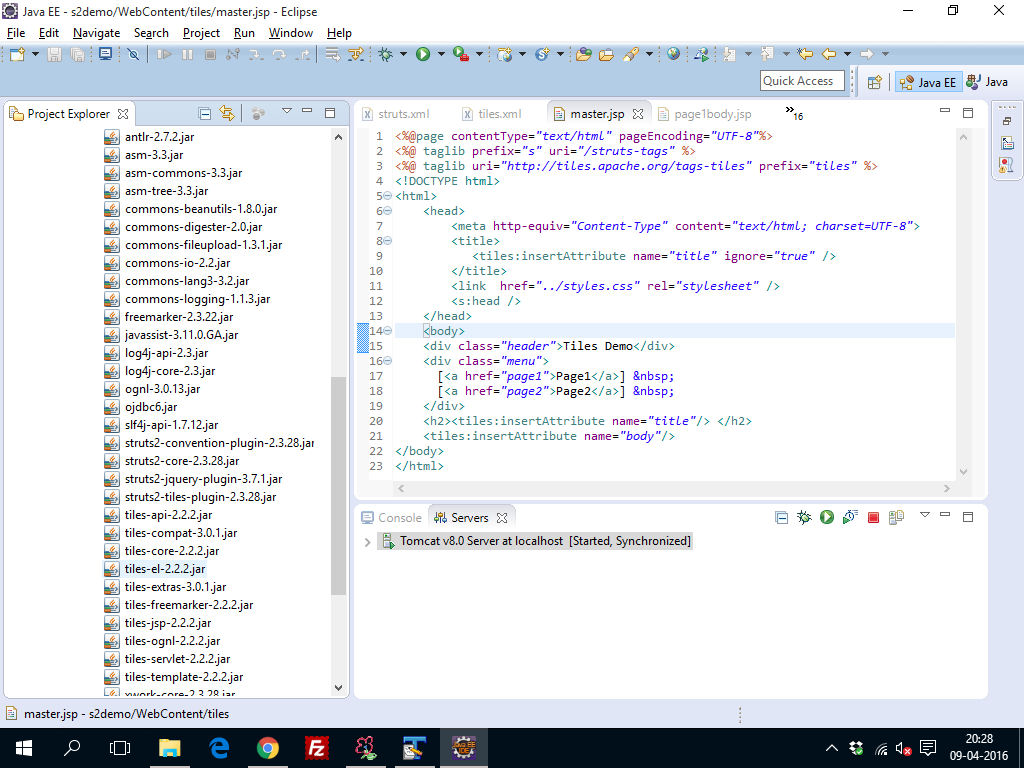 Java EE - s2demo/WebContent/tiles/master.jsp - Eclipse
File Edit Navigate Search Project Run Window Help
Quick Access
Java EE
Java
Project Explorer
antlr-2.7.2.jar
asm-3.3.jar
asm-commons-3.3.jar
asm-tree-3.3.jar
commons-beanutils-1.8.0.jar
commons-digester-2.0.jar
commons-fileupload-1.3.1.jar
commons-io-2.2.jar
commons-lang3-3.2.jar
commons-logging-1.1.3.jar
freemarker-2.3.22.jar
javassist-3.11.0.GA.jar
log4j-api-2.3.jar
log4j-core-2.3.jar
ognl-3.0.13.jar
ojdbc6.jar
slf4j-api-1.7.12.jar
struts2-convention-plugin-2.3.28.jar
struts2-core-2.3.28.jar
struts2-jquery-plugin-3.7.1.jar
struts2-tiles-plugin-2.3.28.jar
tiles-api-2.2.2.jar
tiles-compat-3.0.1.jar
tiles-core-2.2.2.jar
tiles-el-2.2.2.jar
tiles-extras-3.0.1.jar
tiles-freemarker-2.2.2.jar
tiles-jsp-2.2.2.jar
tiles-ognl-2.2.2.jar
tiles-servlet-2.2.2.jar
tiles-template-2.2.2.jar
xwork-core-2.3.28.jar
struts.xml tiles.xml master.jsp page1body.jsp »16
1 <%@page contentType="text/html" pageEncoding="UTF-8"%>
2 <%@ taglib prefix="s" uri="/struts-tags" %>
3 <%@ taglib uri="http://tiles.apache.org/tags-tiles" prefix="tiles" %>
4 <!DOCTYPE html>
5 <html>
6 <head>
7 <meta http-equiv="Content-Type" content="text/html; charset=UTF-8">
8 <title>
9 <tiles:insertAttribute name="title" ignore="true" />
10 </title>
11 <link href="../styles.css" rel="stylesheet" />
12 <s:head />
13 </head>
14 <body>
15 <div class="header">Tiles Demo</div>
16 <div class="menu">
17 [<a href="page1">Page1</a>] &nbsp;
18 [<a href="page2">Page2</a>] &nbsp;
19 </div>
20 <h2><tiles:insertAttribute name="title"/> </h2>
21 <tiles:insertAttribute name="body"/>
22 </body>
23 </html>
Console Servers
Tomcat v8.0 Server at localhost [Started, Synchronized]
master.jsp - s2demo/WebContent/tiles
Java EE
IDE
20:28
09-04-2016